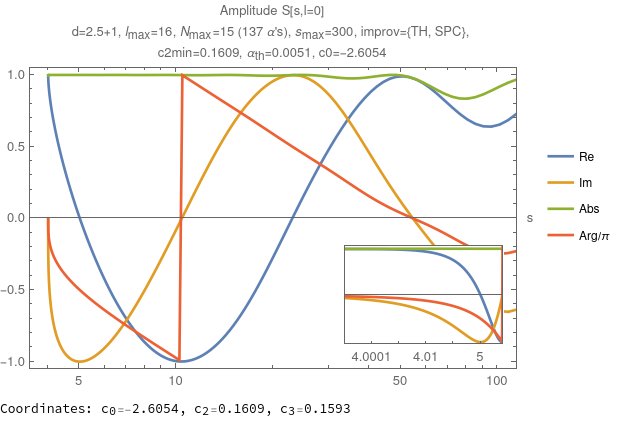 Amplitude S[s,l=0]
d=2.5+1, lmax=16, Nmax=15 (137 α's), smax=300, improv={TH, SPC},
c2min=0.1609, αth=0.0051, c0=-2.6054
1.0
0.5
0.0
-0.5
-1.0
5
10
50
100
s
4.0001
4.01
5
Re
Im
Abs
Arg/π
Coordinates: c0=-2.6054, c2=0.1609, c3=0.1593